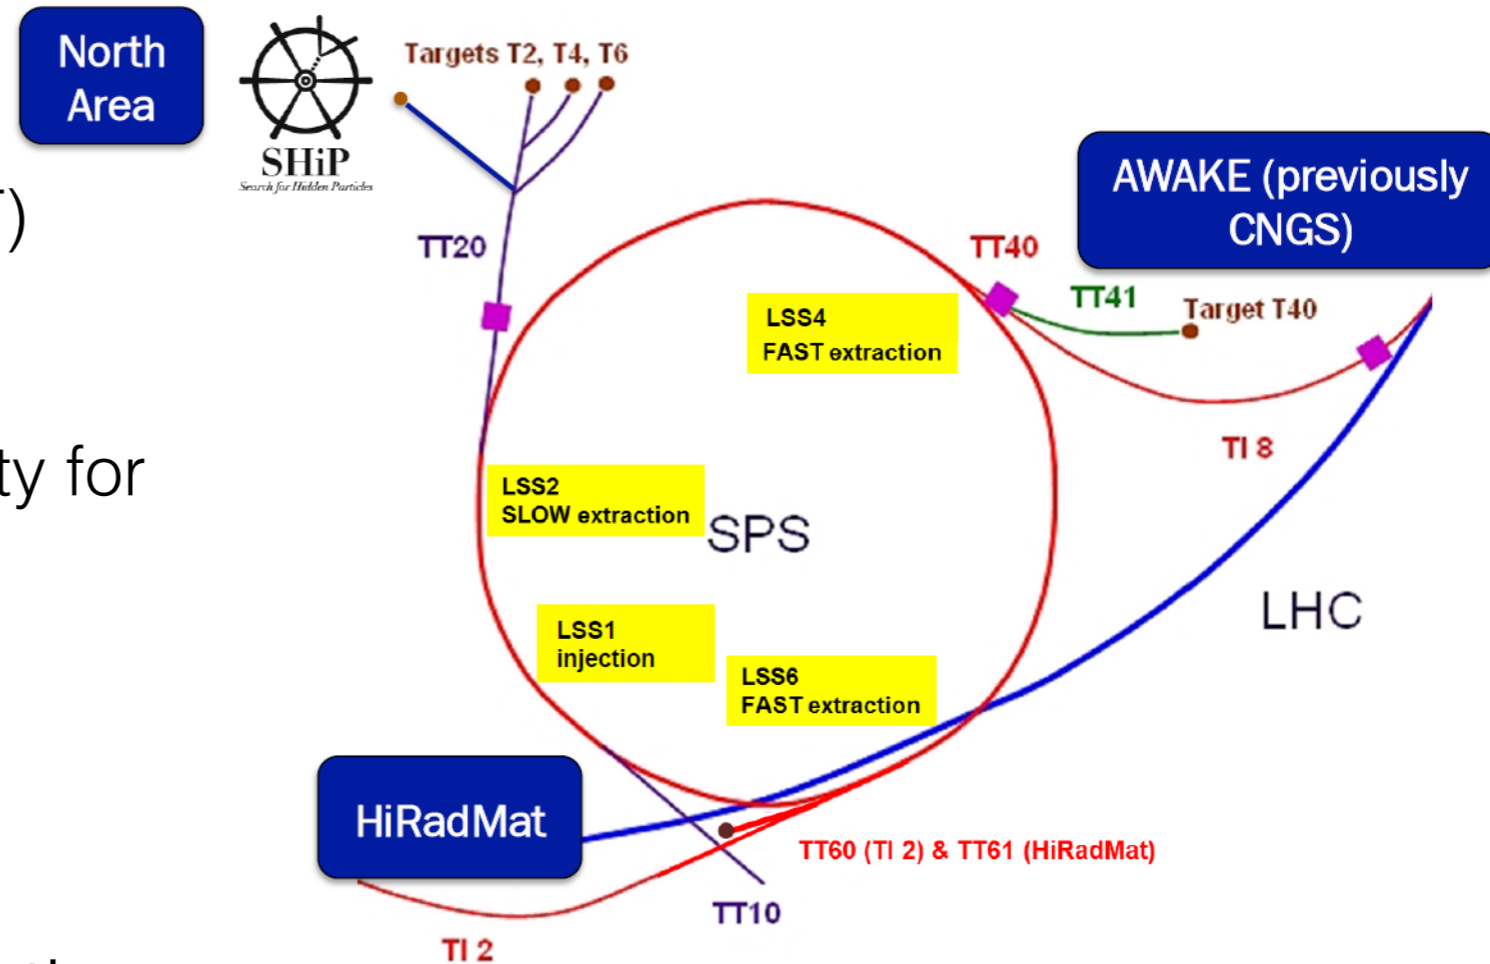 North
Area
SHiP
Search for Hidden Particles
Targets T2, T4, T6
)
TT20
AWAKE (previously
CNGS)
TT40
TT41
Target T40
LSS4
FAST extraction
TI 8
ty for
LSS2
SLOW extraction
SPS
LHC
LSS1
injection
LSS6
FAST extraction
HiRadMat
TT60 (TI 2) & TT61 (HiRadMat)
TT10
TI 2